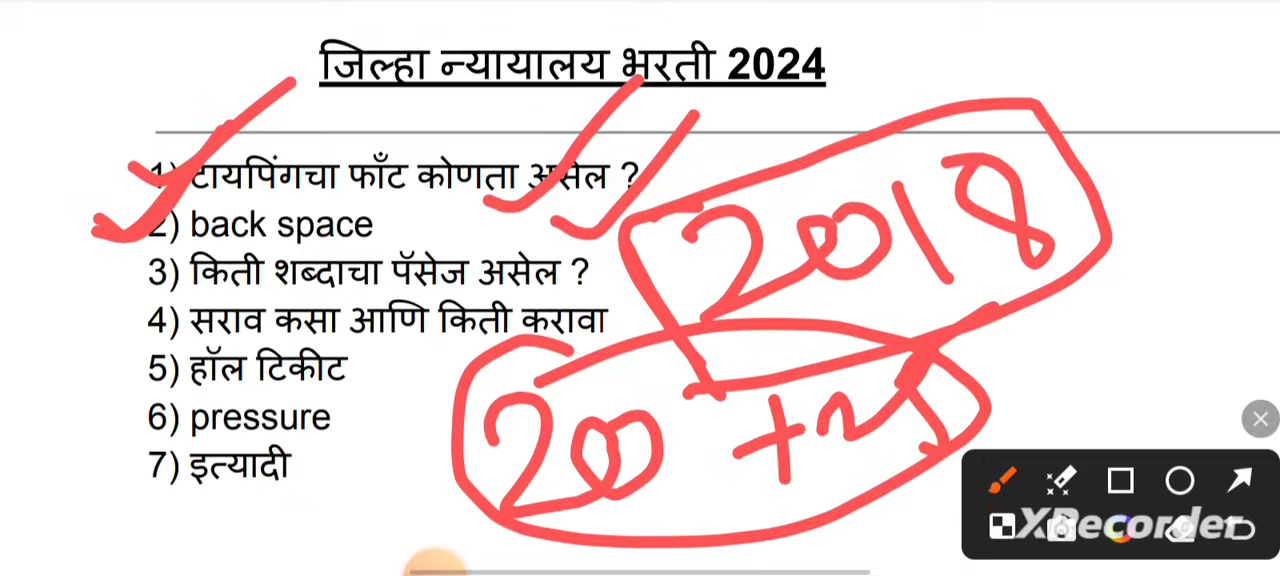 जिल्हा न्यायालय भरती 2024
1) टायपिंगचा फाँट कोणता असेल ?
2) back space
2018
3) किती शब्दाचा पॅसेज असेल ?
4) सराव कसा आणि किती करावा
5) हॉल टिकीट
6) pressure
200 +
7) इत्यादी
XRecorder